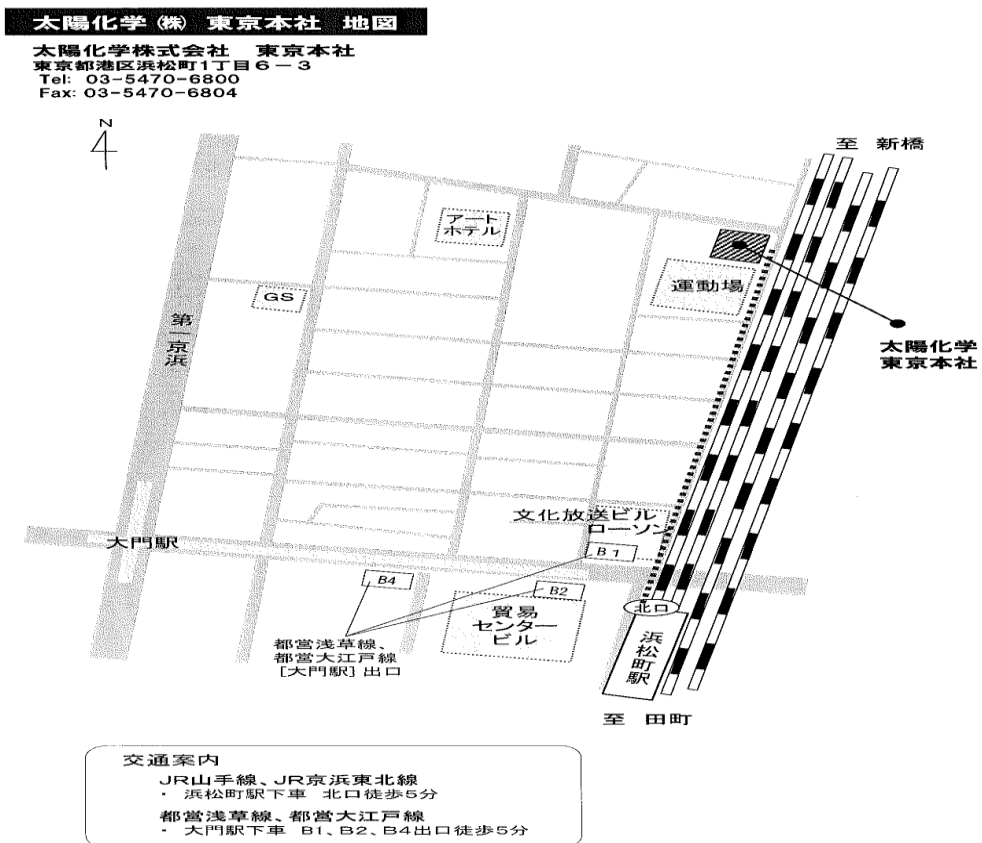 太陽化学 ㈱ 東京本社 地図
太陽化学株式会社 東京本社
東京都港区浜松町1丁目6－3
Tel: 03-5470-6800
Fax: 03-5470-6804
N
至 新橋
アート
ホテル
運動場
GS
第一京浜
太陽化学
東京本社
文化放送ビル
ローソン
B1
大門駅
B4
B2
北口
貿易
センター
ビル
浜松町駅
都営浅草線、
都営大江戸線
[大門駅] 出口
至 田町
交通案内
JR山手線、JR京浜東北線
・ 浜松町駅下車 北口徒歩5分
都営浅草線、都営大江戸線
・ 大門駅下車 B1、B2、B4出口徒歩5分